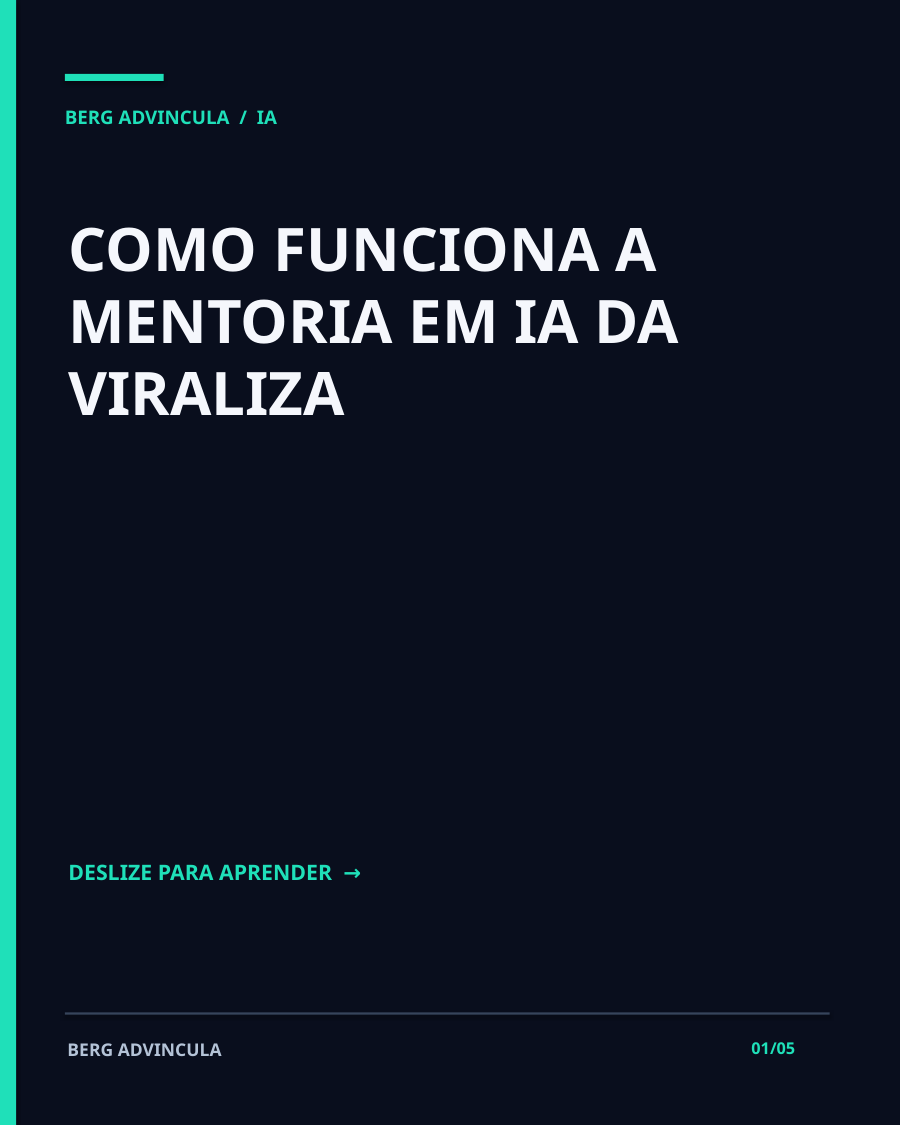 BERG ADVINCULA / IA
COMO FUNCIONA A
MENTORIA EM IA DA
VIRALIZA
DESLIZE PARA APRENDER →
BERG ADVINCULA
01/05